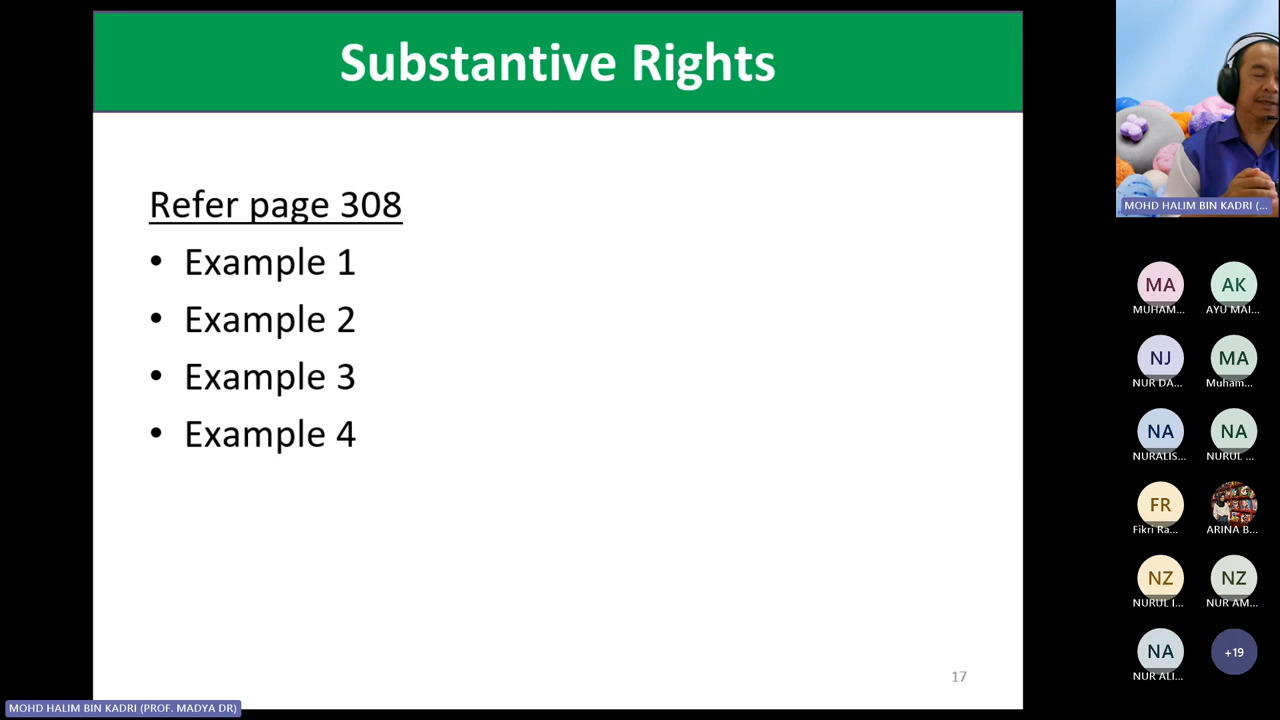 Substantive Rights
Refer page 308
• Example 1
• Example 2
• Example 3
• Example 4
17
MOHD HALIM BIN KADRI (PROF. MADYA DR)
MOHD HALIM BIN KADRI (...
MA
MUHAM...
AK
AYU MAI...
NJ
NUR DA...
MA
Muham...
NA
NURALIS...
NA
NURUL ...
FR
Fikri Ra...
ARINA B...
NZ
NURUL I...
NZ
NUR AM...
NA
NUR ALI...
+19